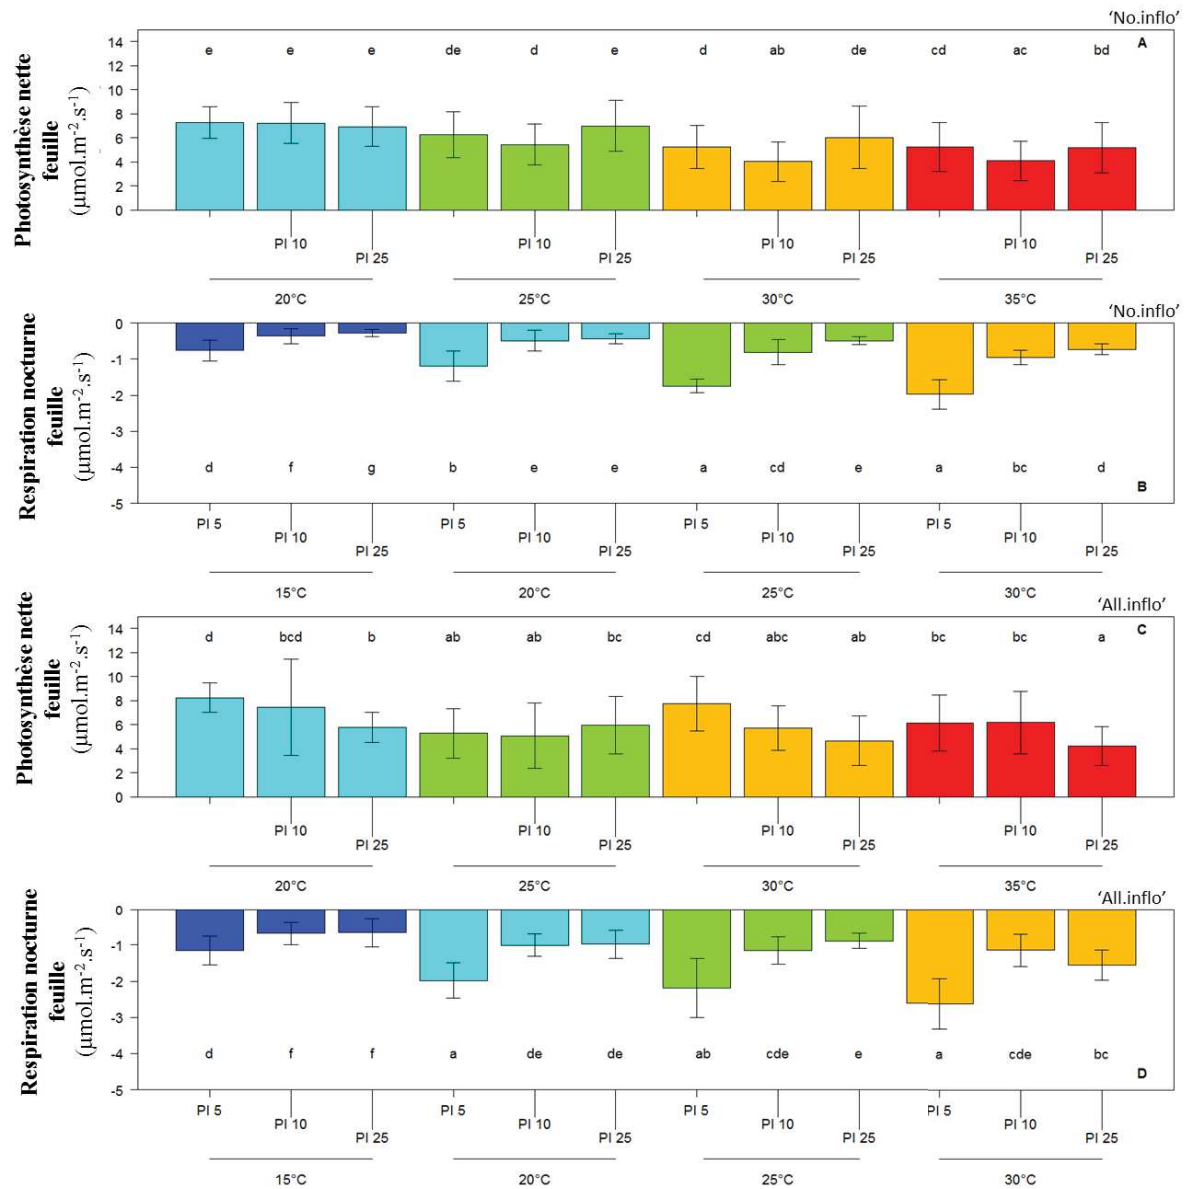 'No.inflo'
A
Photosynthèse nette
feuille
(µmol.m⁻².s⁻¹)
14
12
10
8
6
4
2
0
e e e de d e d ab de cd ac bd
PI 10 PI 10 PI 10 PI 10
PI 25 PI 25 PI 25 PI 25
20°C 25°C 30°C 35°C
'No.inflo'
Respiration nocturne
feuille
(µmol.m⁻².s⁻¹)
0
-1
-2
-3
-4
-5
d f g b e e a cd e a bc d
B
PI 5 PI 5 PI 5 PI 5
PI 10 PI 10 PI 10 PI 10
PI 25 PI 25 PI 25 PI 25
15°C 20°C 25°C 30°C
'All.inflo'
C
Photosynthèse nette
feuille
(µmol.m⁻².s⁻¹)
14
12
10
8
6
4
2
0
d bcd b ab ab bc cd abc ab bc bc a
PI 10 PI 10 PI 10 PI 10
PI 25 PI 25 PI 25 PI 25
20°C 25°C 30°C 35°C
'All.inflo'
Respiration nocturne
feuille
(µmol.m⁻².s⁻¹)
0
-1
-2
-3
-4
-5
d f f a de de ab cde e a cde bc
D
PI 5 PI 5 PI 5 PI 5
PI 10 PI 10 PI 10 PI 10
PI 25 PI 25 PI 25 PI 25
15°C 20°C 25°C 30°C